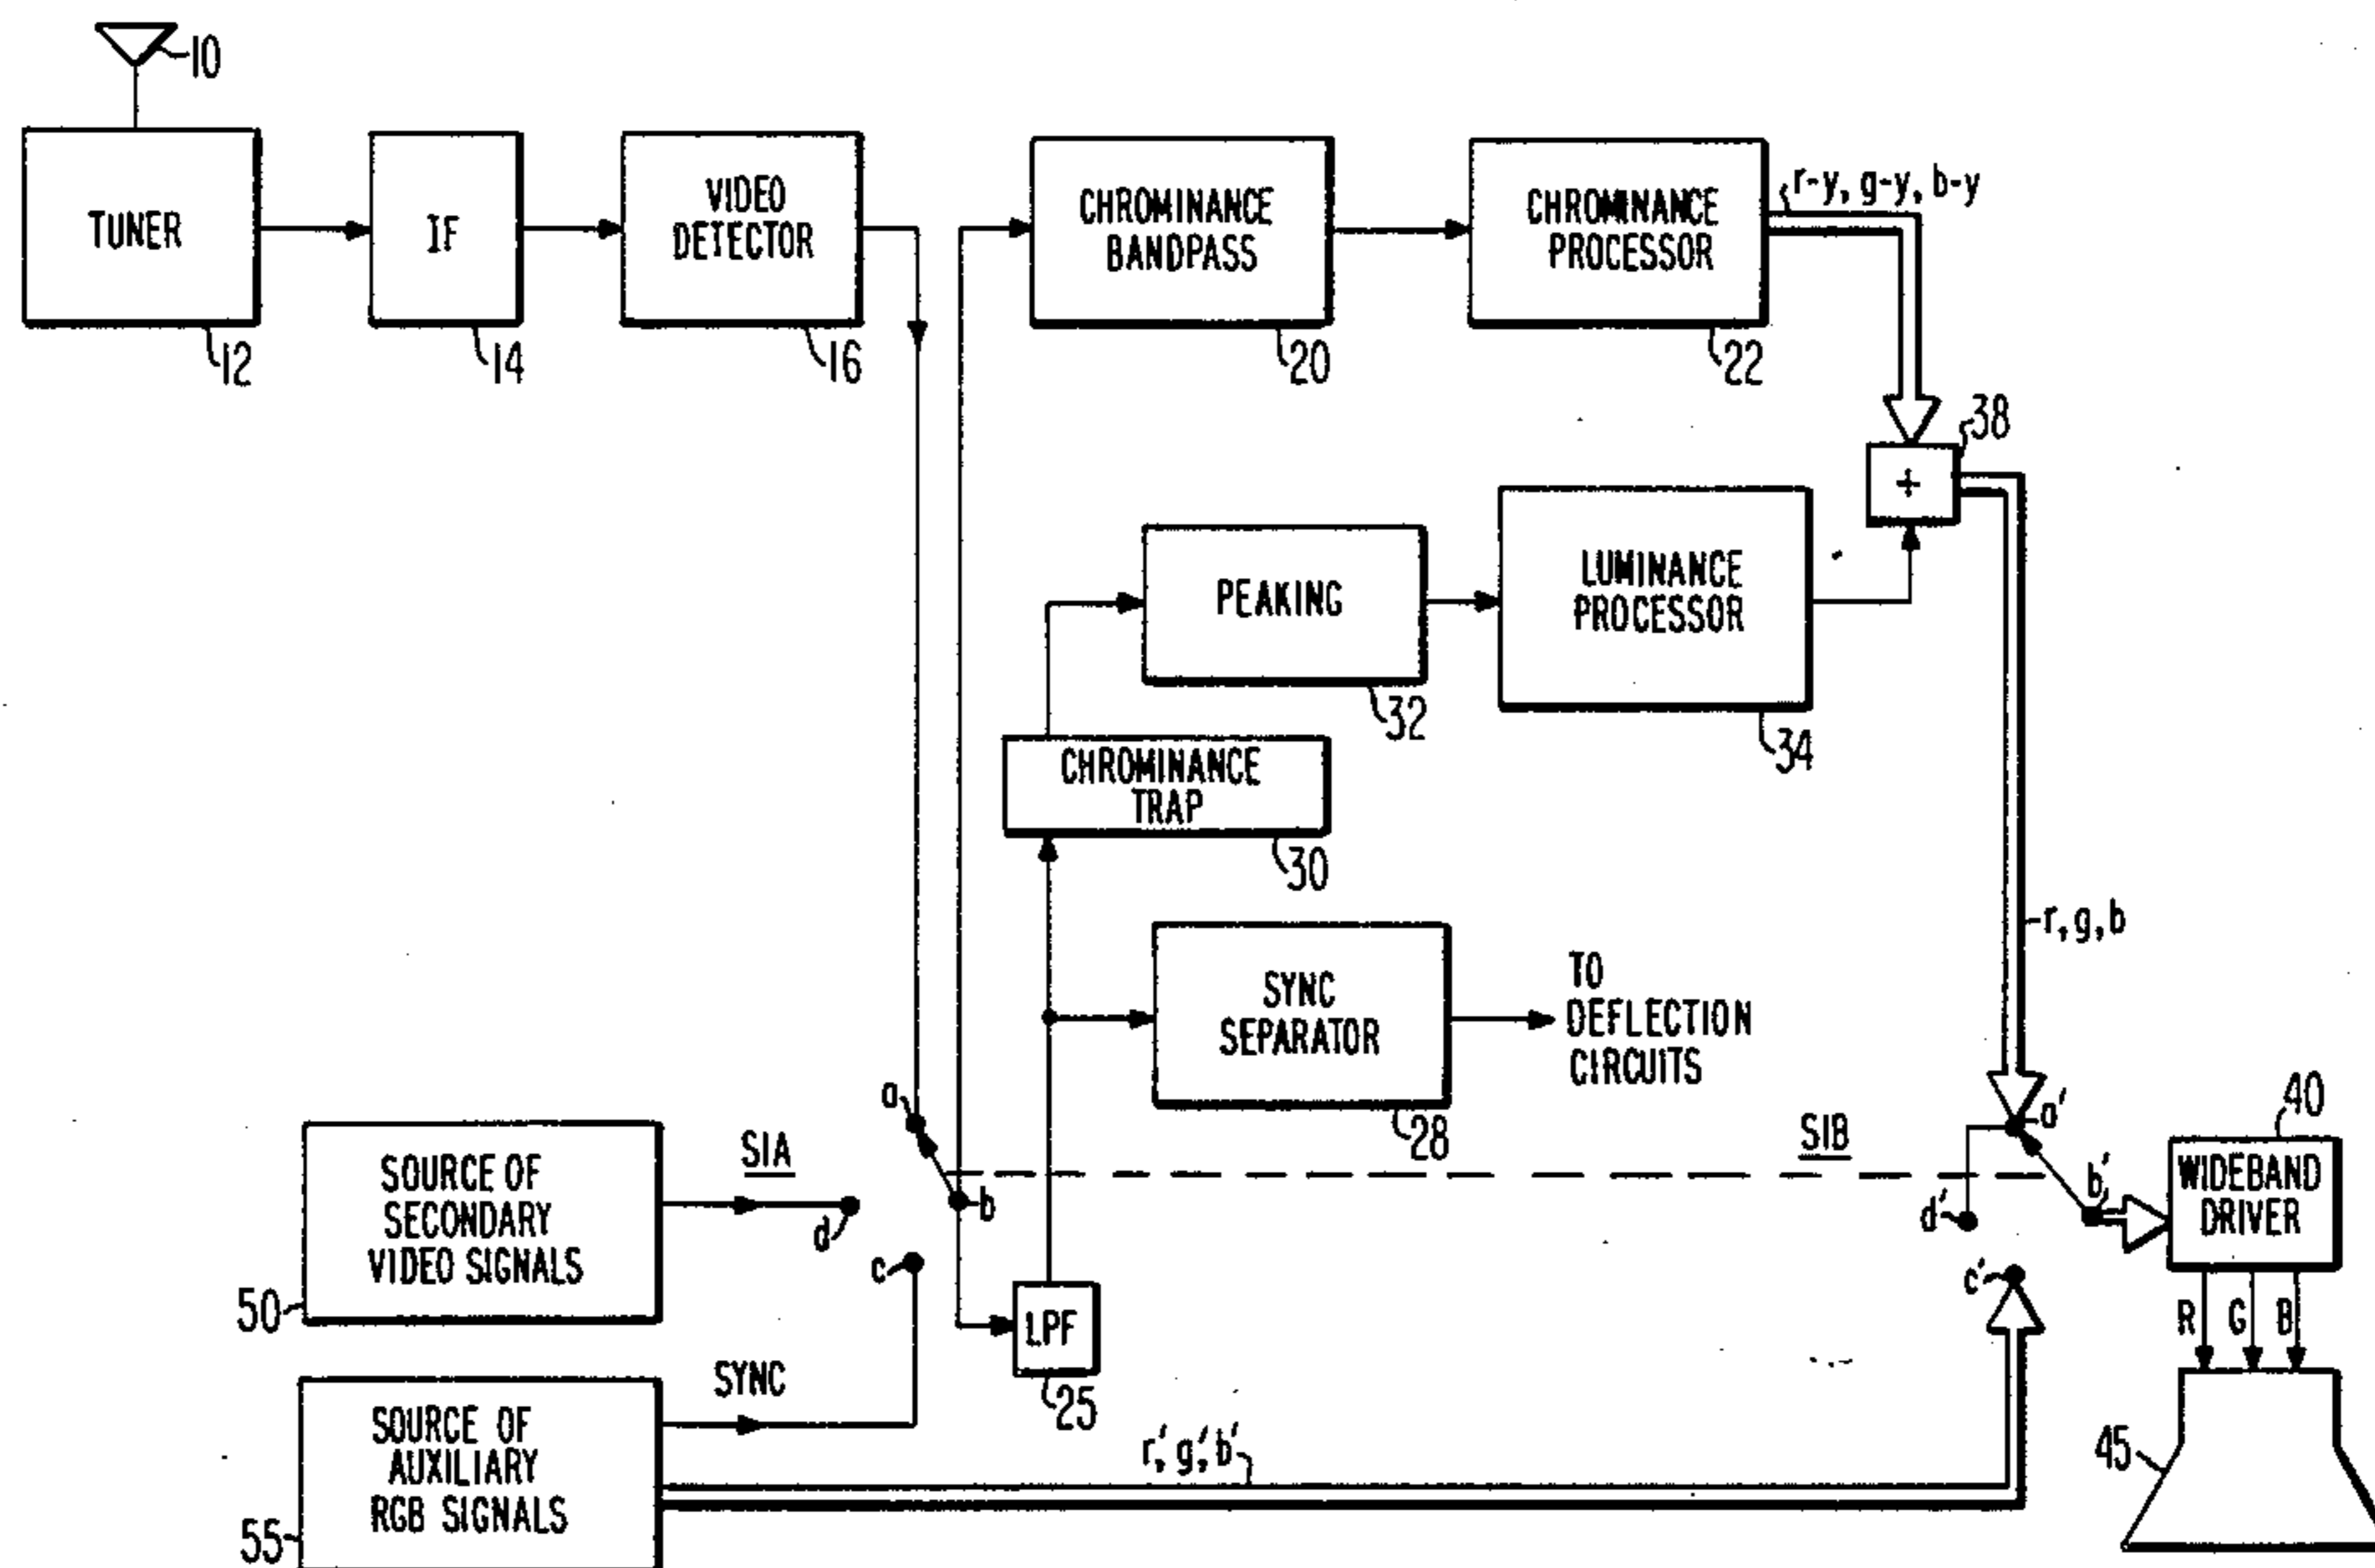 10
TUNER
12
IF
14
VIDEO
DETECTOR
16
CHROMINANCE
BANDPASS
20
CHROMINANCE
PROCESSOR
22
r-y, g-y, b-y
38
+
PEAKING
32
LUMINANCE
PROCESSOR
34
CHROMINANCE
TRAP
30
r, g, b
SYNC
SEPARATOR
28
TO
DEFLECTION
CIRCUITS
a
S1A
b
d
c
SOURCE OF
SECONDARY
VIDEO SIGNALS
50
LPF
25
S1B
a'
b'
d'
c'
40
WIDEBAND
DRIVER
R G B
45
SYNC
SOURCE OF
AUXILIARY
RGB SIGNALS
55
r', g', b'